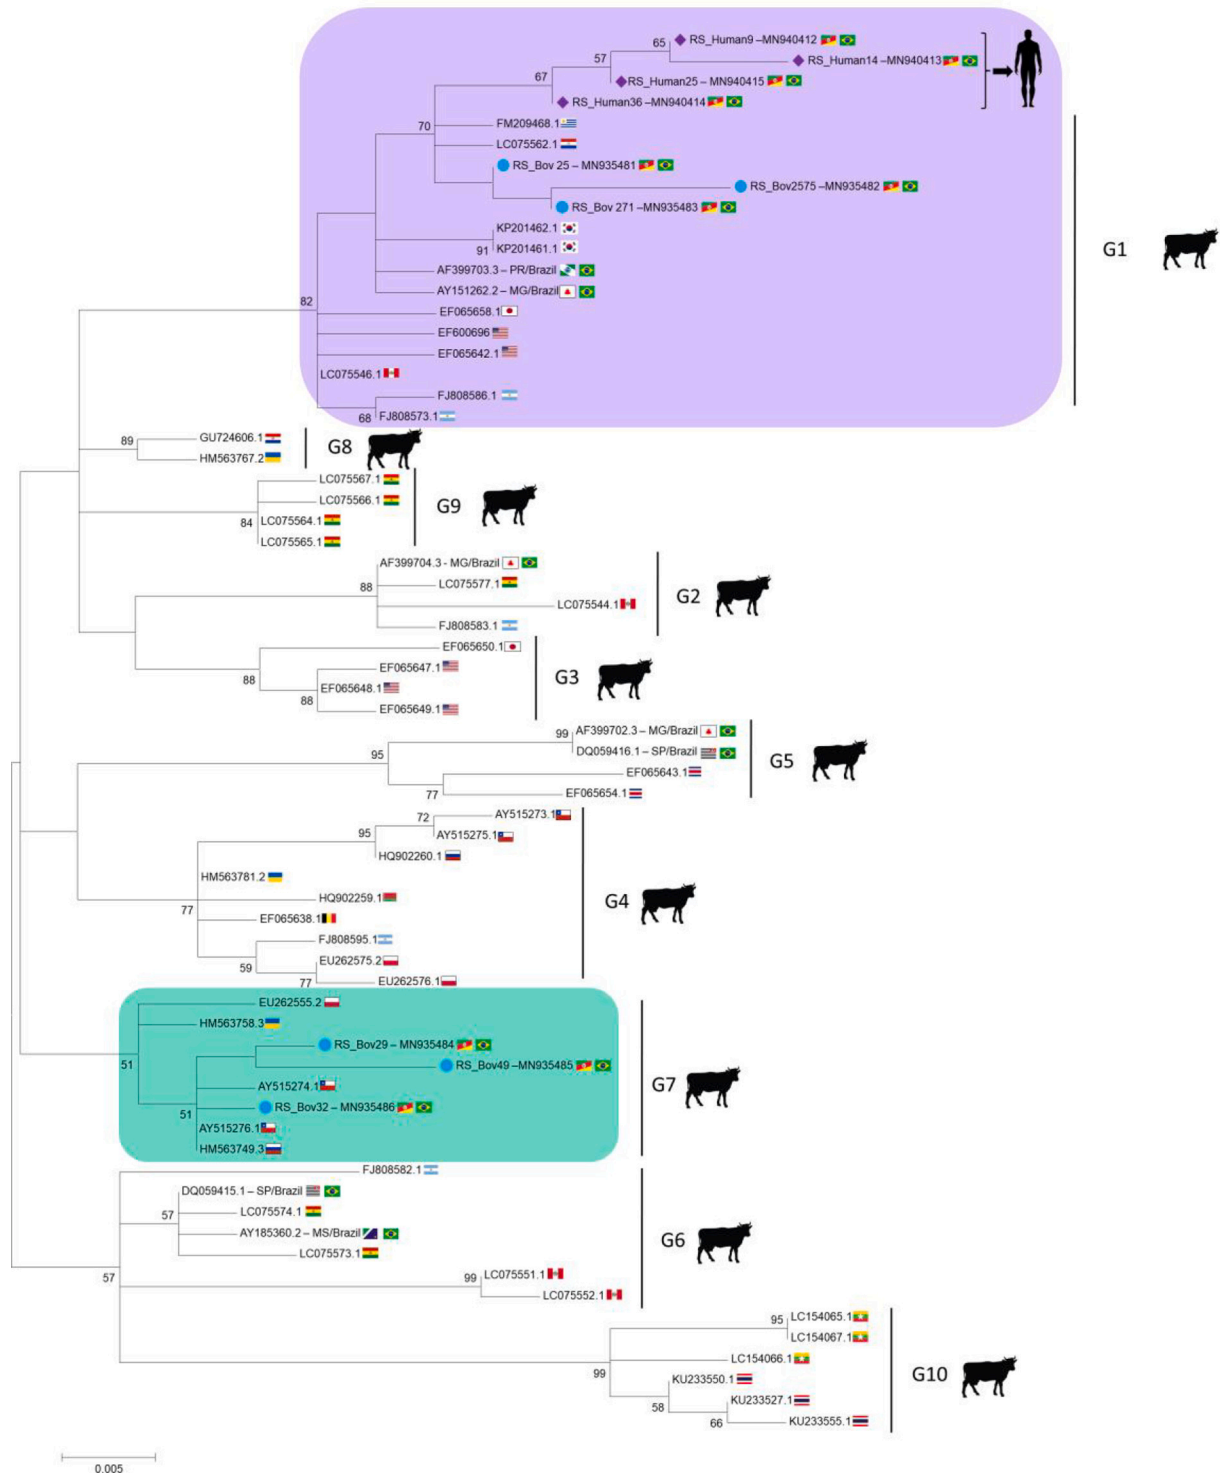 65
RS_Human9 –MN940412
57
RS_Human14 –MN940413
67
RS_Human25 – MN940415
RS_Human36 –MN940414
70
FM209468.1
LC075562.1
RS_Bov 25 – MN935481
RS_Bov2575 –MN935482
RS_Bov 271 –MN935483
KP201462.1
91
KP201461.1
G1
AF399703.3 – PR/Brazil
AY151262.2 – MG/Brazil
82
EF065658.1
EF600696
EF065642.1
LC075546.1
FJ808586.1
68
FJ808573.1
89
GU724606.1
G8
HM563767.2
LC075567.1
LC075566.1
G9
84
LC075564.1
LC075565.1
AF399704.3 - MG/Brazil
88
LC075577.1
G2
LC075544.1
FJ808583.1
EF065650.1
88
EF065647.1
G3
EF065648.1
88
EF065649.1
99
AF399702.3 – MG/Brazil
95
DQ059416.1 – SP/Brazil
G5
EF065643.1
77
EF065654.1
72
AY515273.1
95
AY515275.1
HQ902260.1
HM563781.2
HQ902259.1
G4
77
EF065638.1
FJ808595.1
59
EU262575.2
77
EU262576.1
EU262555.2
HM563758.3
RS_Bov29 – MN935484
51
RS_Bov49 –MN935485
G7
AY515274.1
51
RS_Bov32 – MN935486
AY515276.1
HM563749.3
FJ808582.1
DQ059415.1 – SP/Brazil
57
LC075574.1
AY185360.2 – MS/Brazil
G6
LC075573.1
57
99
LC075551.1
LC075552.1
95
LC154065.1
LC154067.1
LC154066.1
99
G10
KU233550.1
58
KU233527.1
66
KU233555.1
0.005